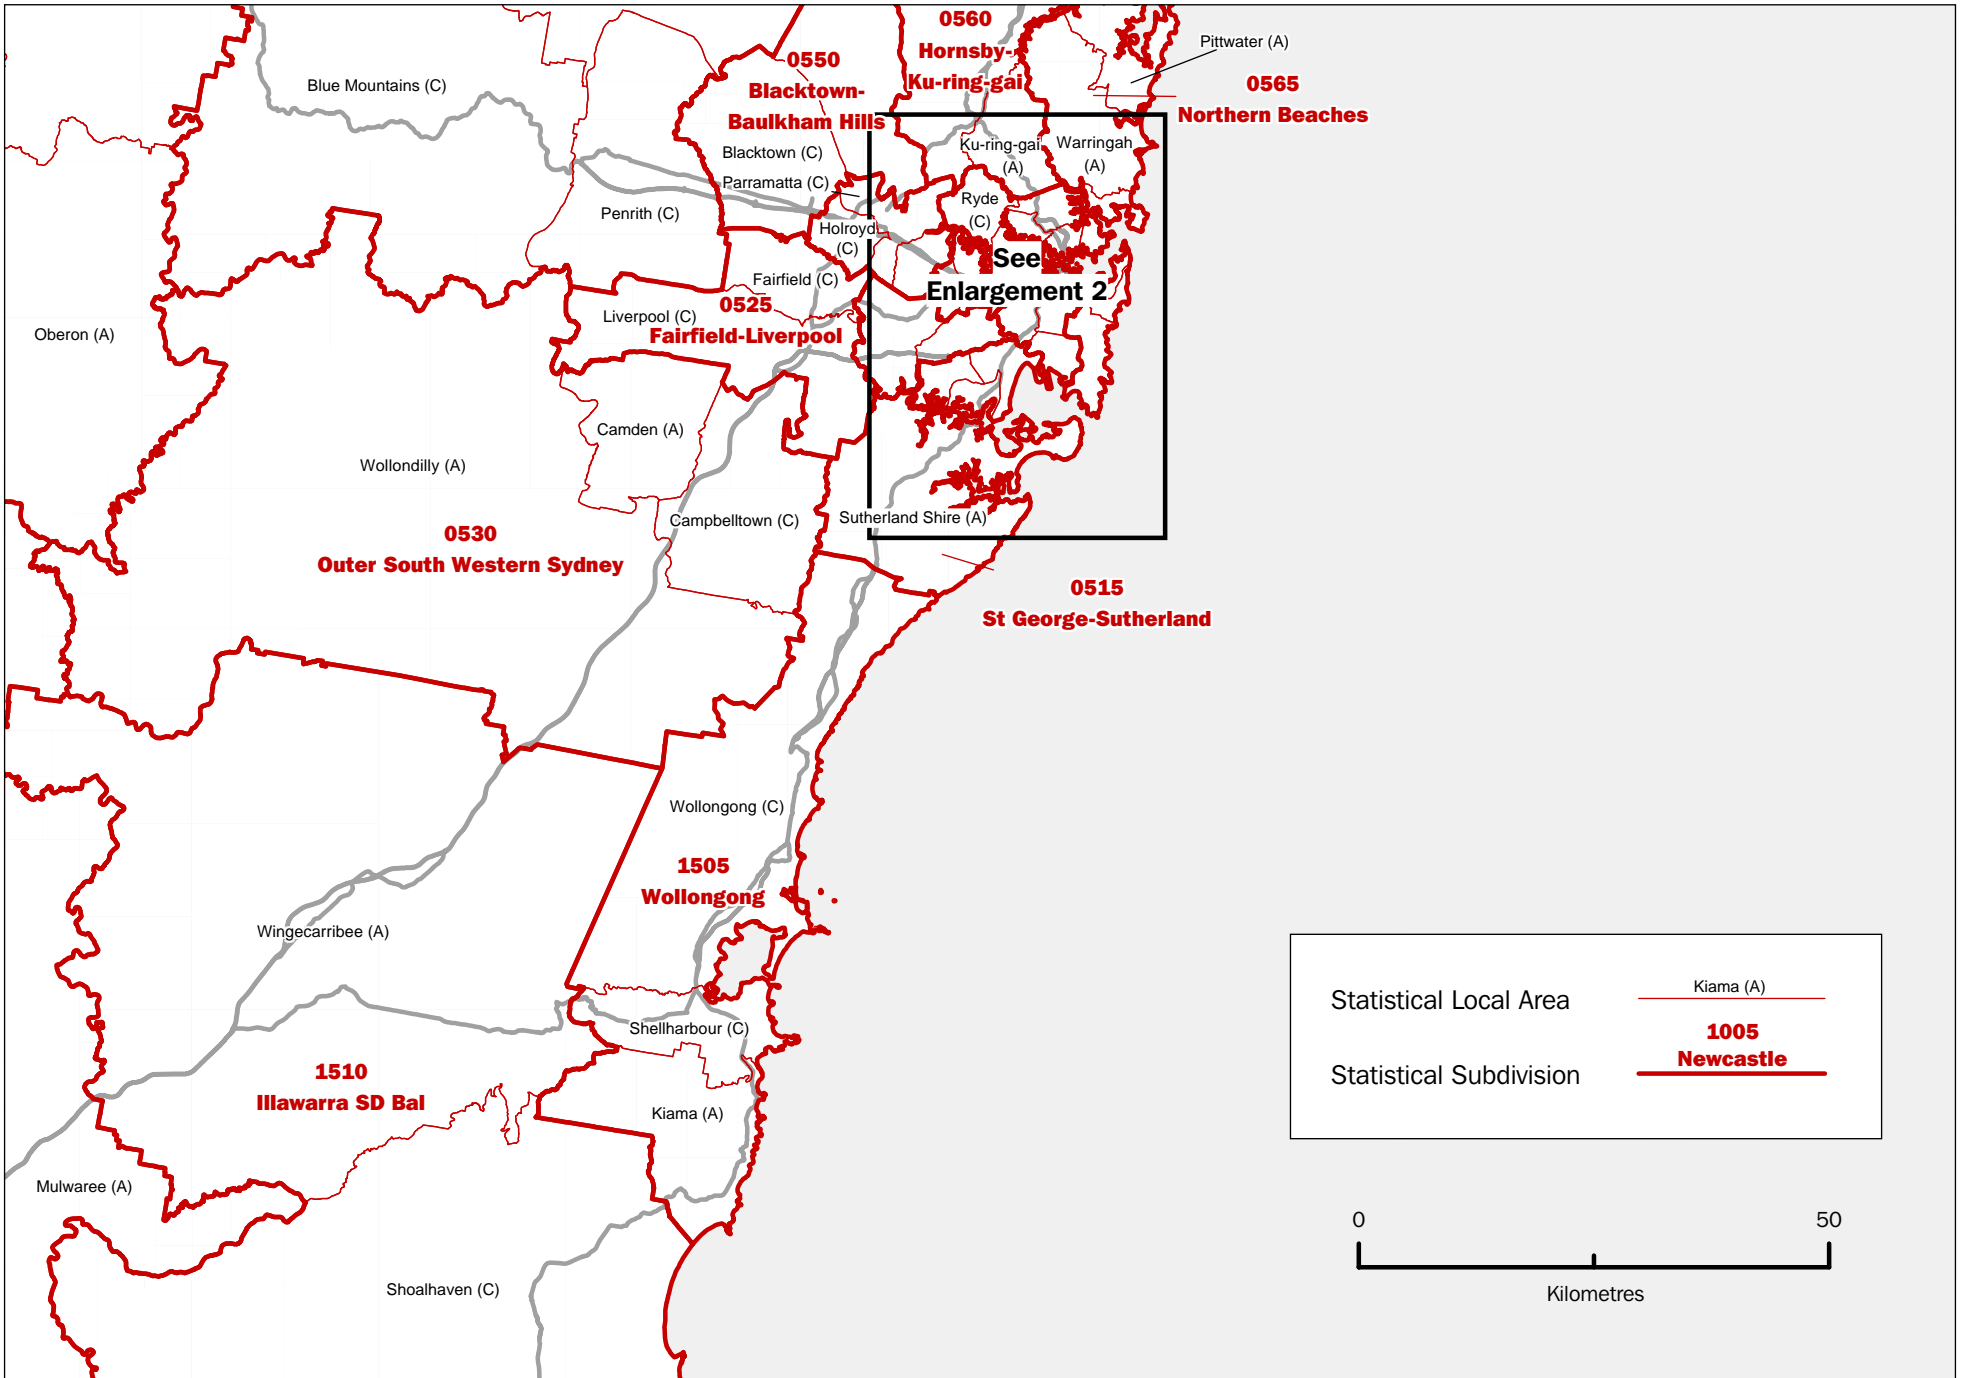 0560
Hornsby-
Ku-ring-gai
Pittwater (A)
0550
Blacktown-
Baulkham Hills
0565
Northern Beaches
Blue Mountains (C)
Blacktown (C)
Ku-ring-gai
(A)
Warringah
(A)
Parramatta (C)
Penrith (C)
Ryde
(C)
Holroyd
(C)
See
Enlargement 2
Fairfield (C)
0525
Fairfield-Liverpool
Liverpool (C)
Oberon (A)
Camden (A)
Wollondilly (A)
0530
Outer South Western Sydney
Campbelltown (C)
Sutherland Shire (A)
0515
St George-Sutherland
Wollongong (C)
1505
Wollongong
Wingecarribee (A)
Shellharbour (C)
1510
Illawarra SD Bal
Kiama (A)
Mulwaree (A)
Shoalhaven (C)
Statistical Local Area
Kiama (A)
1005
Newcastle
Statistical Subdivision
0
50
Kilometres